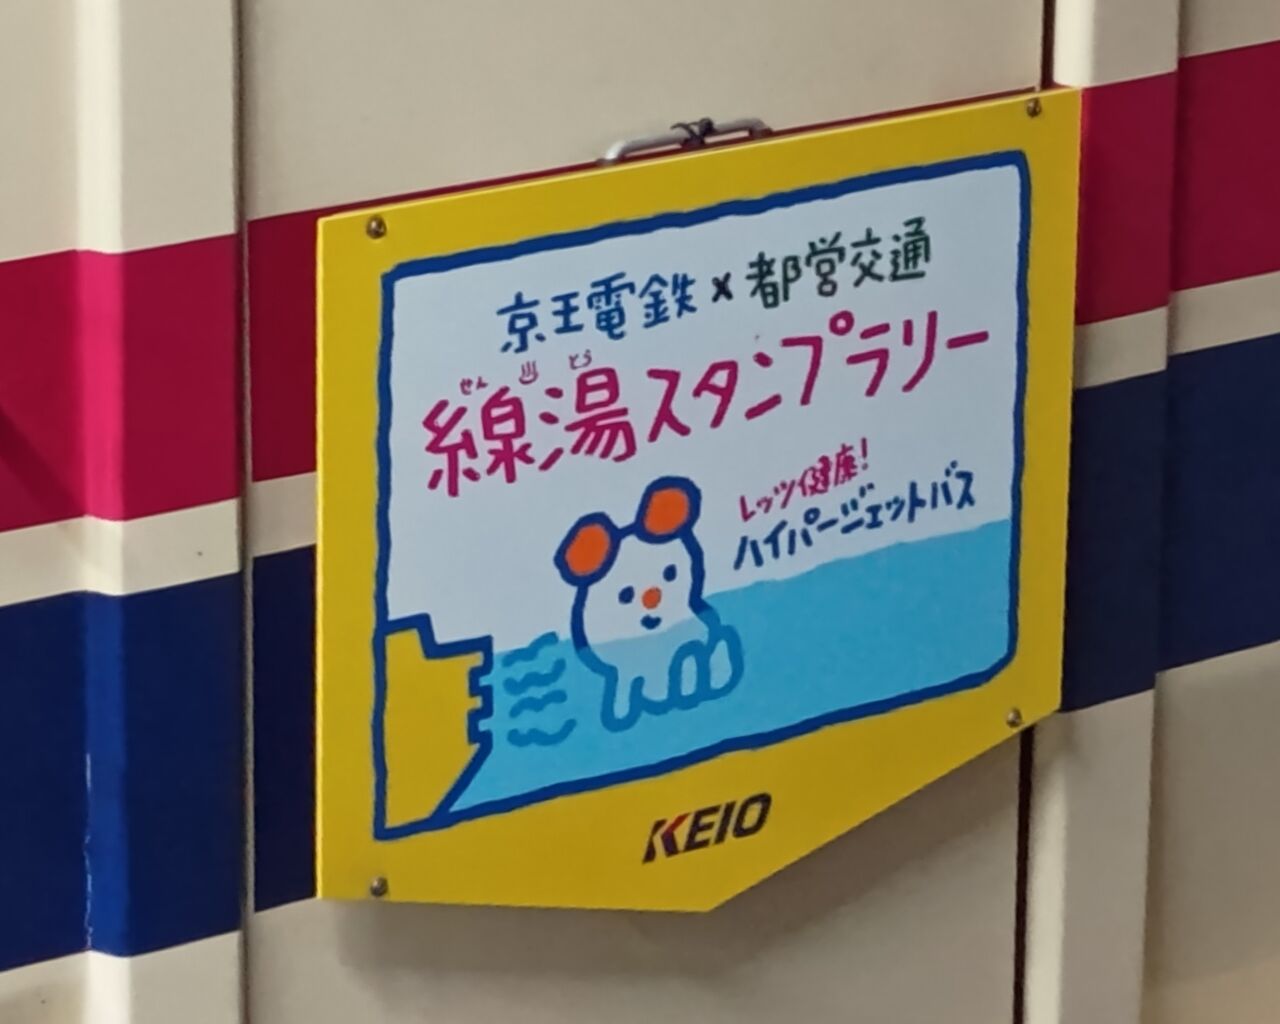 京王電鉄×都営交通
せん♨とう
線湯スタンプラリー
レッツ健康!
ハイパージェットバス
KEIO